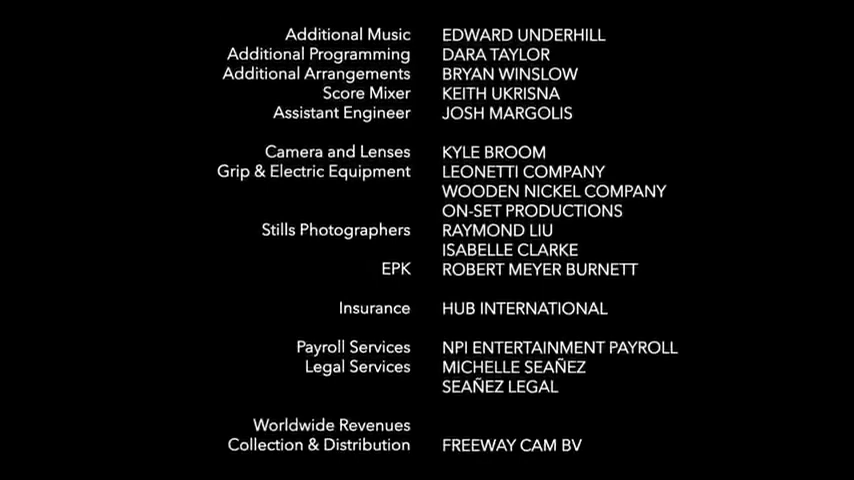 Additional Music EDWARD UNDERHILL
Additional Programming DARA TAYLOR
Additional Arrangements BRYAN WINSLOW
Score Mixer KEITH UKRISNA
Assistant Engineer JOSH MARGOLIS
Camera and Lenses KYLE BROOM
Grip & Electric Equipment LEONETTI COMPANY
WOODEN NICKEL COMPANY
ON-SET PRODUCTIONS
Stills Photographers RAYMOND LIU
ISABELLE CLARKE
EPK ROBERT MEYER BURNETT
Insurance HUB INTERNATIONAL
Payroll Services NPI ENTERTAINMENT PAYROLL
Legal Services MICHELLE SEAÑEZ
SEAÑEZ LEGAL
Worldwide Revenues
Collection & Distribution FREEWAY CAM BV